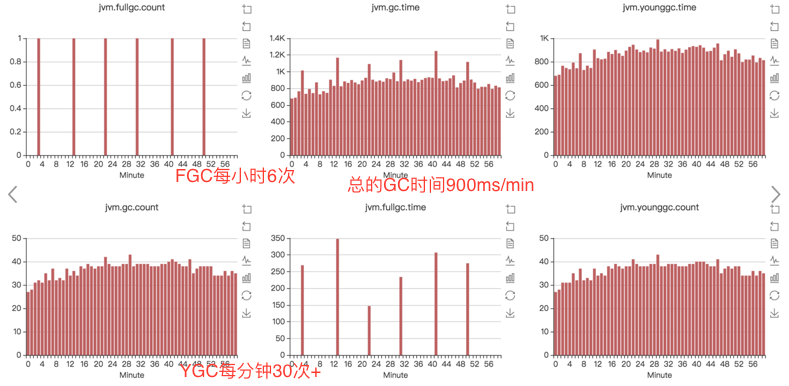 jvm.fullgc.count
1
0.8
0.6
0.4
0.2
0
0 4 8 12 16 20 24 28 32 36 40 44 48 52 56
Minute
jvm.gc.time
1.4K
1.2K
1K
800
600
400
200
0
0 4 8 12 16 20 24 28 32 36 40 44 48 52 56
Minute
jvm.younggc.time
1K
800
600
400
200
0
0 4 8 12 16 20 24 28 32 36 40 44 48 52 56
Minute
FGC每小时6次
总的GC时间900ms/min
jvm.gc.count
50
40
30
20
10
0
0 4 8 12 16 20 24 28 32 36 40 44 48 52 56
Minute
jvm.fullgc.time
350
300
250
200
150
100
50
0
0 4 8 12 16 20 24 28 32 36 40 44 48 52 56
Minute
jvm.younggc.count
50
40
30
20
10
0
0 4 8 12 16 20 24 28 32 36 40 44 48 52 56
Minute
YGC每分钟30次+